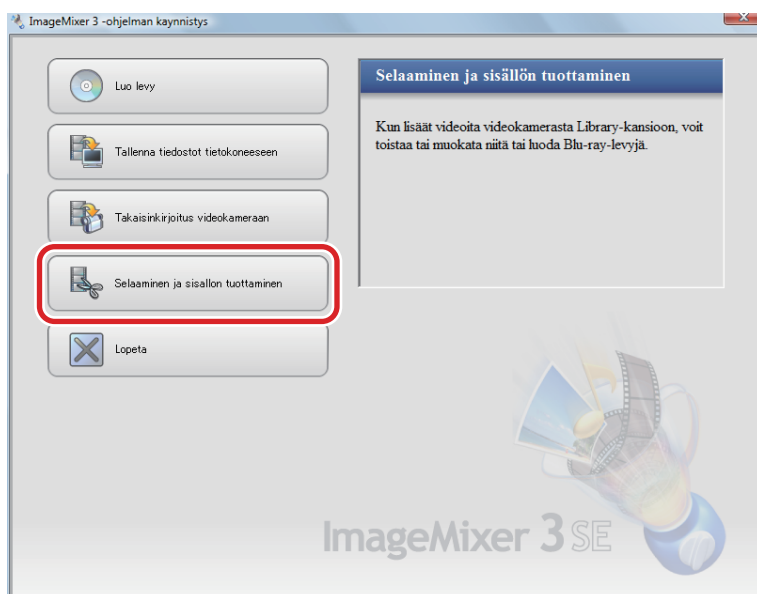 ImageMixer 3 -ohjelman kaynnistys
Luo levy
Tallenna tiedostot tietokoneeseen
Takaisinkirjoitus videokameraan
Selaaminen ja sisallon tuottaminen
Lopeta
Selaaminen ja sisällön tuottaminen
Kun lisäät videoita videokamerasta Library-kansioon, voit
toistaa tai muokata niitä tai luoda Blu-ray-levyjä.
ImageMixer 3 SE